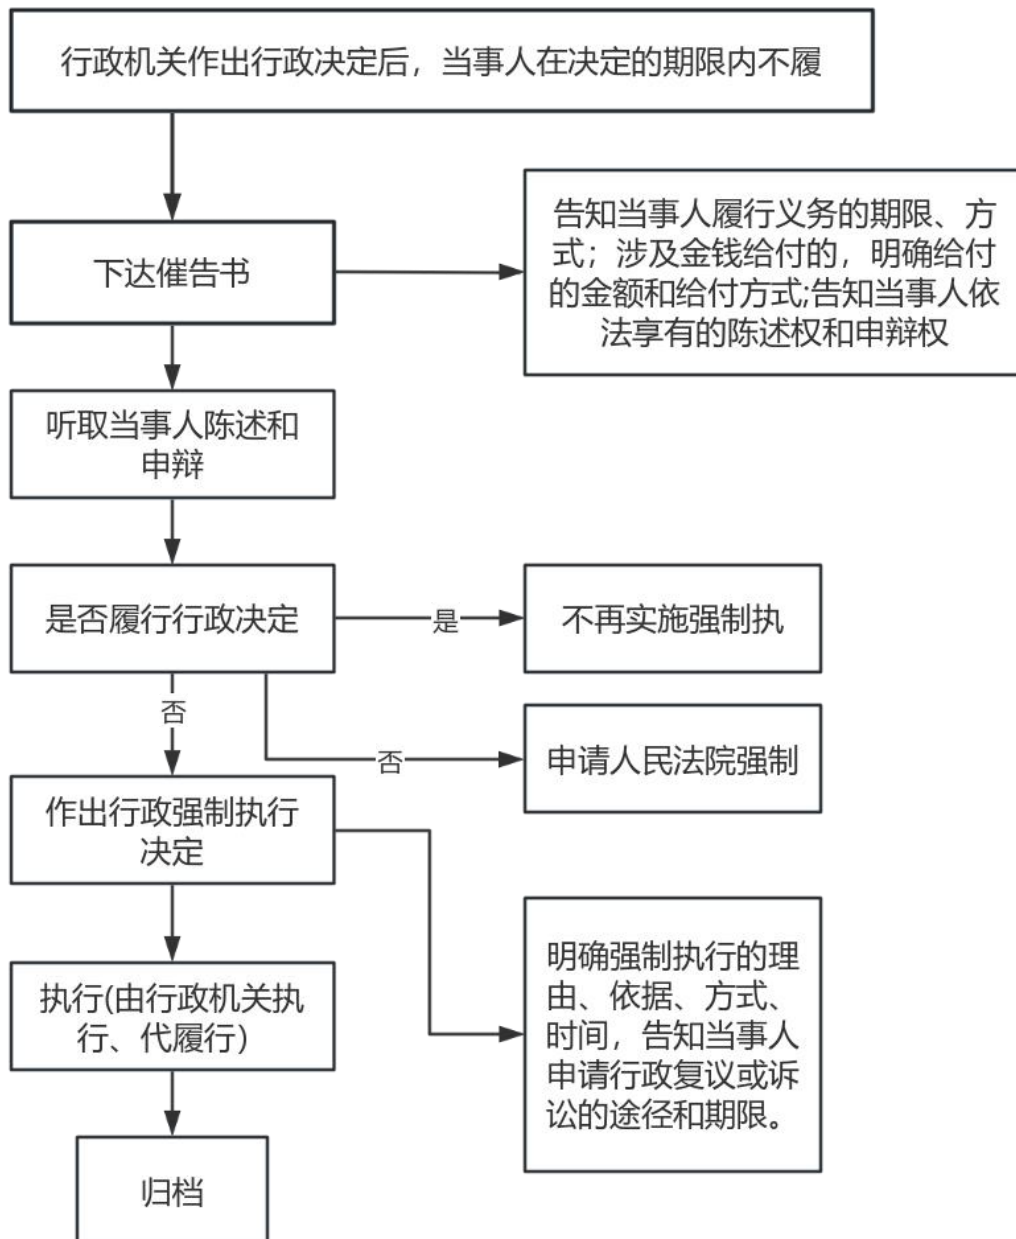 行政机关作出行政决定后，当事人在决定的期限内不履
下达催告书
告知当事人履行义务的期限、方
式；涉及金钱给付的，明确给付
的金额和给付方式;告知当事人依
法享有的陈述权和申辩权
听取当事人陈述和
申辩
是否履行行政决定
是
不再实施强制执
否
否
申请人民法院强制
作出行政强制执行
决定
明确强制执行的理
由、依据、方式、
时间，告知当事人
申请行政复议或诉
讼的途径和期限。
执行(由行政机关执
行、代履行）
归档